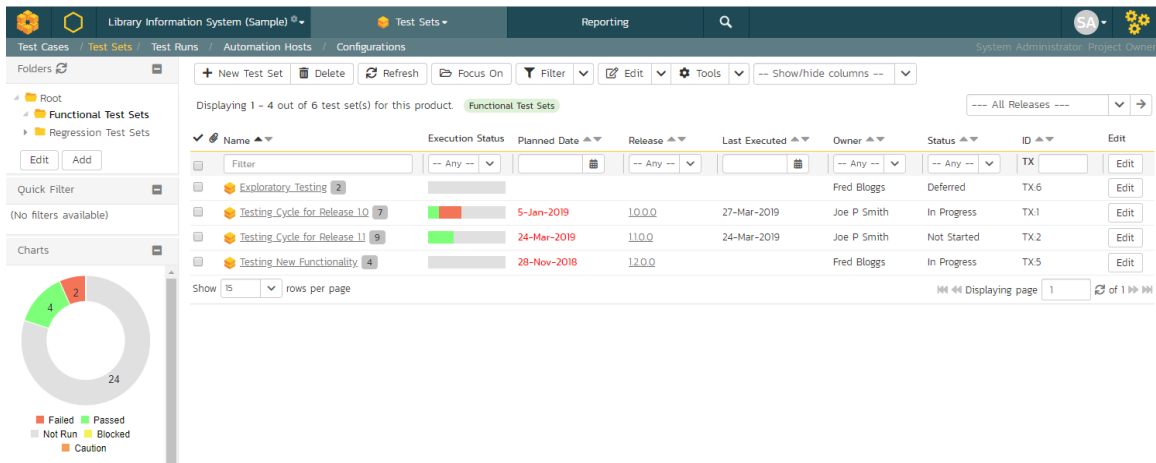 Library Information System (Sample) Test Sets Reporting SA
Test Cases / Test Sets / Test Runs / Automation Hosts / Configurations System Administrator Project Owner
Folders
Root
Functional Test Sets
Regression Test Sets
Edit Add
Quick Filter
(No filters available)
Charts
2
4
24
Failed Passed
Not Run Blocked
Caution
+ New Test Set Delete Refresh Focus On Filter Edit Tools -- Show/hide columns --
Displaying 1 - 4 out of 6 test set(s) for this product. Functional Test Sets --- All Releases ---
Name Execution Status Planned Date Release Last Executed Owner Status ID Edit
Filter -- Any -- -- Any -- -- Any -- -- Any -- TX Edit
Exploratory Testing 2 Fred Bloggs Deferred TX:6 Edit
Testing Cycle for Release 1.0 7 5-Jan-2019 1.0.0.0 27-Mar-2019 Joe P Smith In Progress TX:1 Edit
Testing Cycle for Release 1.1 9 24-Mar-2019 1.1.0.0 24-Mar-2019 Joe P Smith Not Started TX:2 Edit
Testing New Functionality 4 28-Nov-2018 1.2.0.0 Fred Bloggs In Progress TX:5 Edit
Show 15 rows per page Displaying page 1 of 1